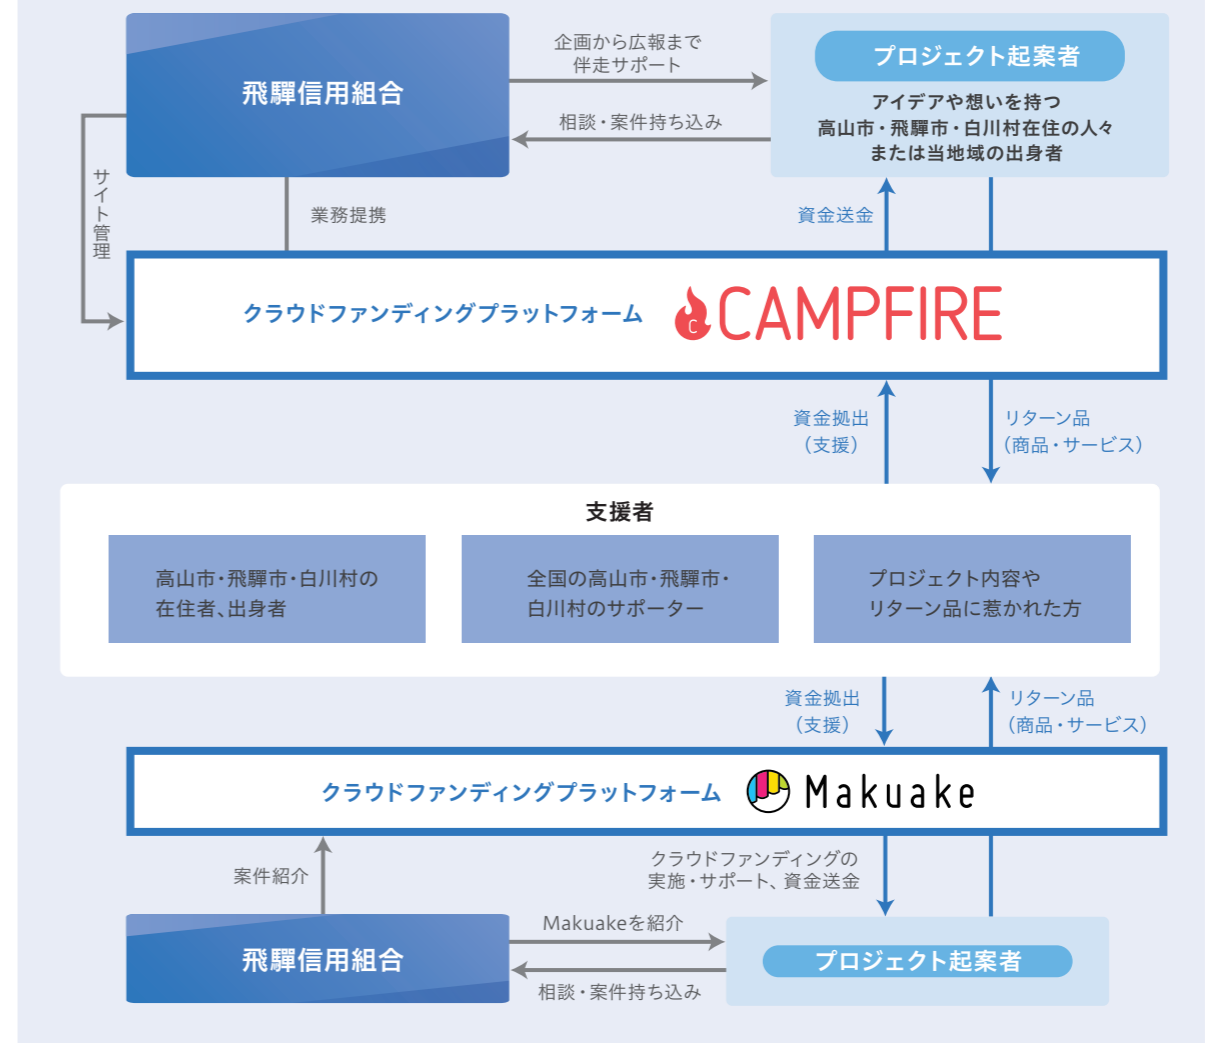 飛驒信用組合
企画から広報まで
伴走サポート
相談・案件持ち込み
プロジェクト起案者
アイデアや想いを持つ
高山市・飛驒市・白川村在住の人々
または当地域の出身者
サイト管理
業務提携
資金送金
クラウドファンディングプラットフォーム
C
CAMPFIRE
資金拠出
（支援）
リターン品
（商品・サービス）
支援者
高山市・飛驒市・白川村の
在住者、出身者
全国の高山市・飛驒市・
白川村のサポーター
プロジェクト内容や
リターン品に惹かれた方
資金拠出
（支援）
リターン品
（商品・サービス）
クラウドファンディングプラットフォーム
Makuake
案件紹介
クラウドファンディングの
実施・サポート、資金送金
飛驒信用組合
Makuakeを紹介
相談・案件持ち込み
プロジェクト起案者